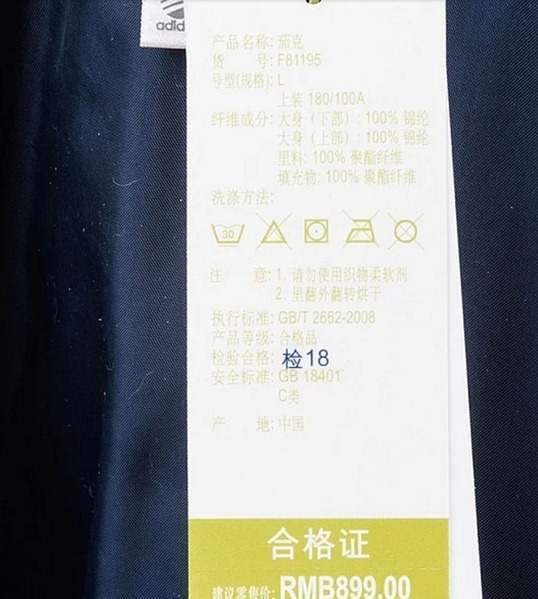 adid
产品名称: 茄克
货 号: F81195
号型(规格): L
上装 180/100A
纤维成分: 大身（下部）: 100% 锦纶
大身（上部）: 100% 锦纶
里料: 100% 聚酯纤维
填充物: 100% 聚酯纤维
洗涤方法:
30
注 意: 1. 请勿使用织物柔软剂
2. 里翻外翻转烘干
执行标准: GB/T 2662-2008
产品等级: 合格品
检验合格: 检18
安全标准: GB 18401
C类
产 地: 中国
合格证
建议零售价: RMB899.00